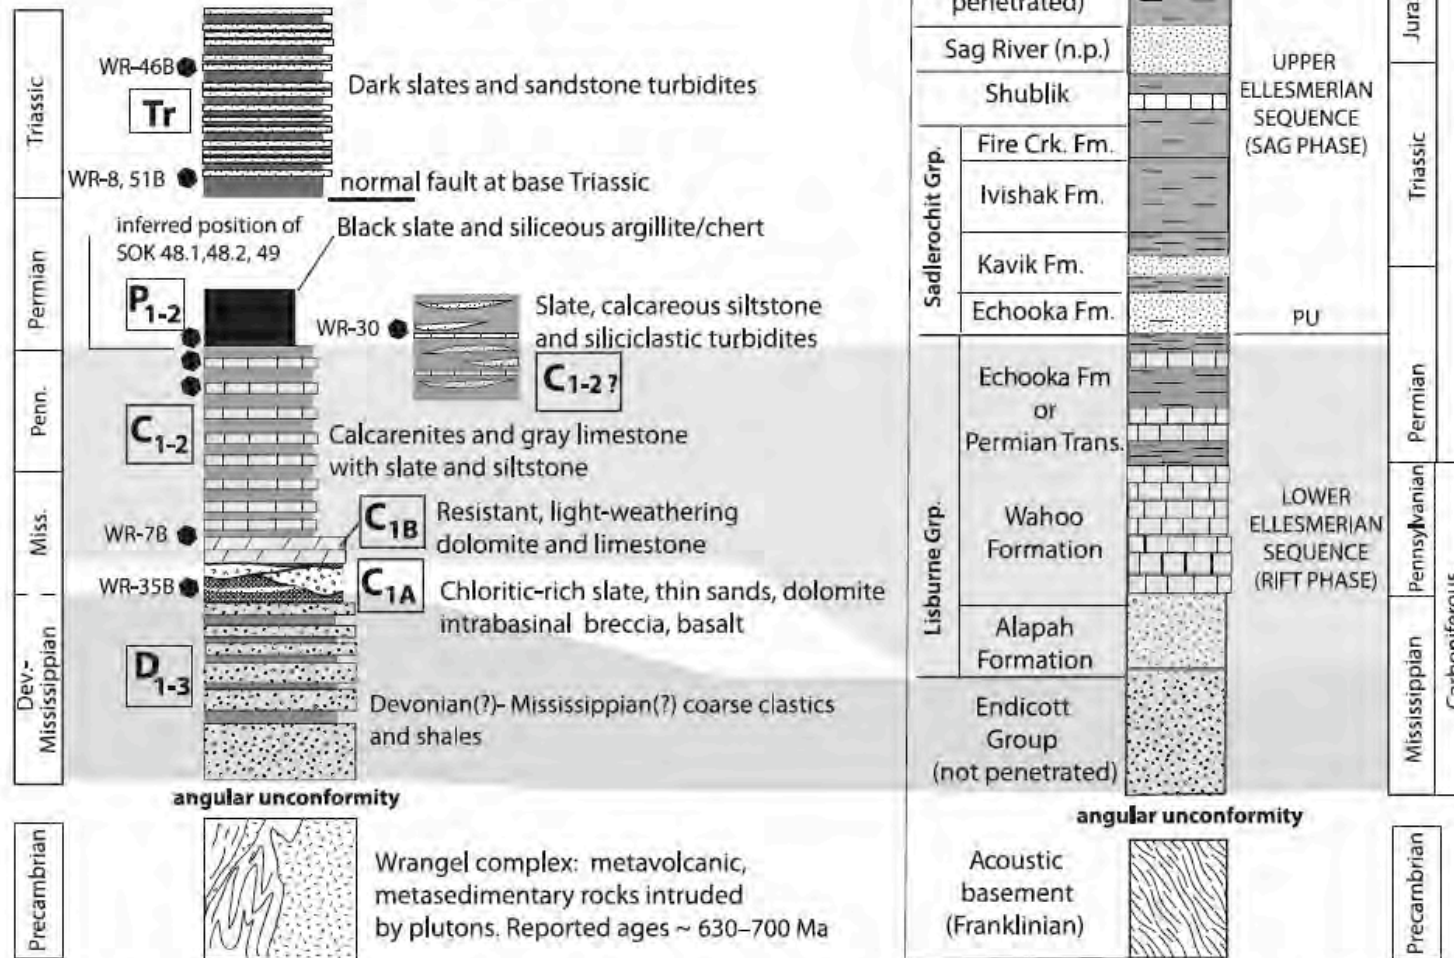 Triassic
WR-46B
Tr
Dark slates and sandstone turbidites
WR-8, 51B
normal fault at base Triassic
inferred position of
SOK 48.1,48.2, 49
Black slate and siliceous argillite/chert
Permian
P1-2
WR-30
Slate, calcareous siltstone
and siliciclastic turbidites
C1-2 ?
Penn.
C1-2
Calcarenites and gray limestone
with slate and siltstone
Miss.
WR-7B
C1B
Resistant, light-weathering
dolomite and limestone
WR-35B
C1A
Chloritic-rich slate, thin sands, dolomite
intrabasinal breccia, basalt
Dev.-
Mississippian
D1-3
Devonian(?)- Mississippian(?) coarse clastics
and shales
angular unconformity
Precambrian
Wrangel complex: metavolcanic,
metasedimentary rocks intruded
by plutons. Reported ages ~ 630–700 Ma
penetrated)
Sag River (n.p.)
Shublik
Sadlerochit Grp.
Fire Crk. Fm.
Ivishak Fm.
Kavik Fm.
Echooka Fm.
UPPER
ELLESMERIAN
SEQUENCE
(SAG PHASE)
PU
Jura
Triassic
Lisburne Grp.
Echooka Fm
or
Permian Trans.
Wahoo
Formation
Alapah
Formation
Endicott
Group
(not penetrated)
LOWER
ELLESMERIAN
SEQUENCE
(RIFT PHASE)
Permian
Pennsylvanian
Mississippian
Carboniferous
angular unconformity
Acoustic
basement
(Franklinian)
Precambrian